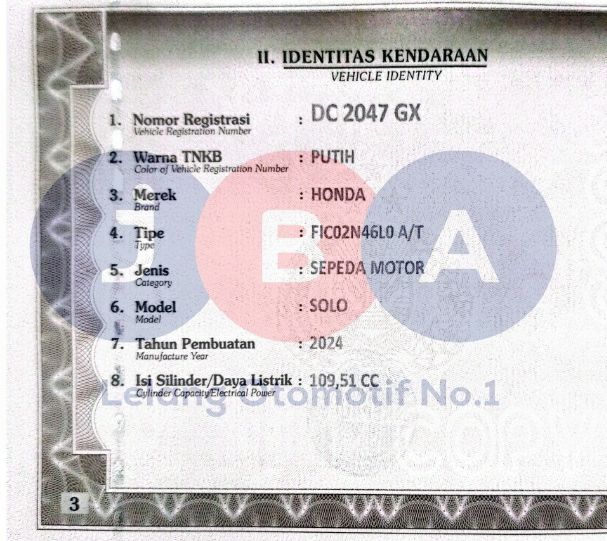 II. IDENTITAS KENDARAAN
VEHICLE IDENTITY
1. Nomor Registrasi : DC 2047 GX
Vehicle Registration Number
2. Warna TNKB : PUTIH
Color of Vehicle Registration Number
3. Merek : HONDA
Brand
4. Tipe : FIC02N46L0 A/T
Type
5. Jenis : SEPEDA MOTOR
Category
6. Model : SOLO
Model
7. Tahun Pembuatan : 2024
Manufacture Year
8. Isi Silinder/Daya Listrik : 109,51 CC
Cylinder Capacity/Electrical Power
JBA
Lelang Otomotif No.1
3